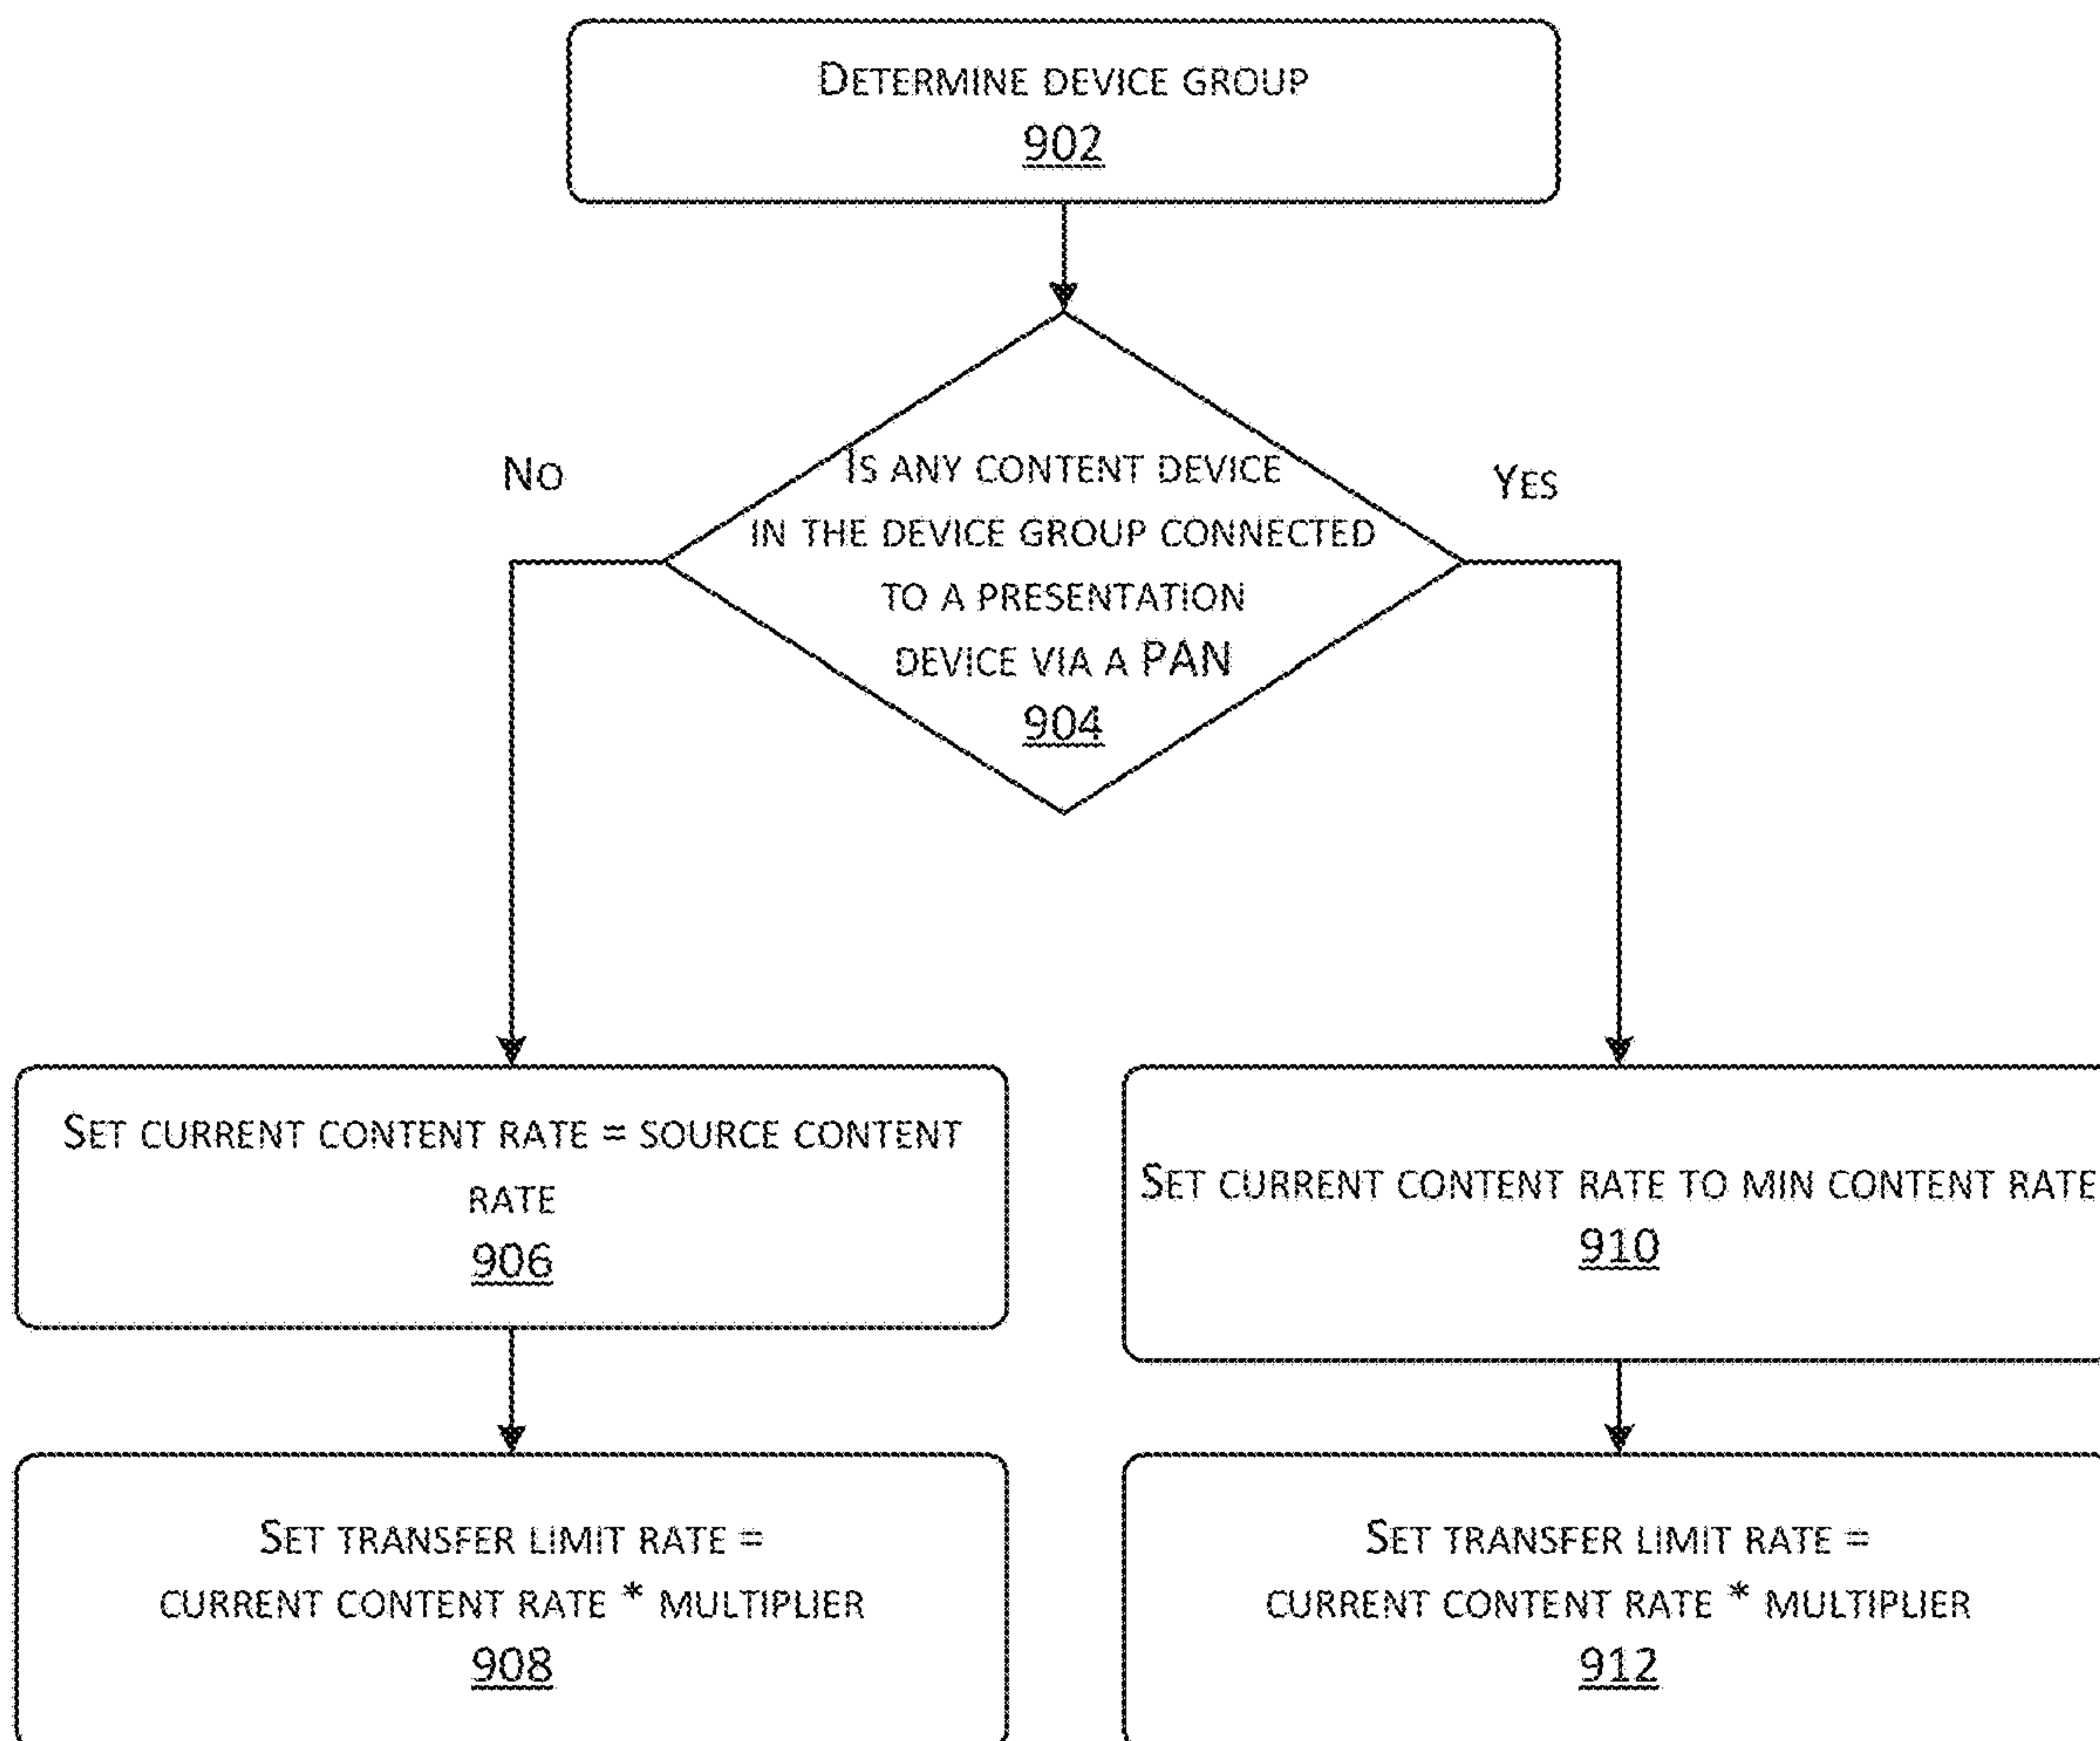 DETERMINE DEVICE GROUP
902
IS ANY CONTENT DEVICE
IN THE DEVICE GROUP CONNECTED
TO A PRESENTATION
DEVICE VIA A PAN
904
NO
YES
SET CURRENT CONTENT RATE = SOURCE CONTENT
RATE
906
SET CURRENT CONTENT RATE TO MIN CONTENT RATE
910
SET TRANSFER LIMIT RATE =
CURRENT CONTENT RATE * MULTIPLIER
908
SET TRANSFER LIMIT RATE =
CURRENT CONTENT RATE * MULTIPLIER
912